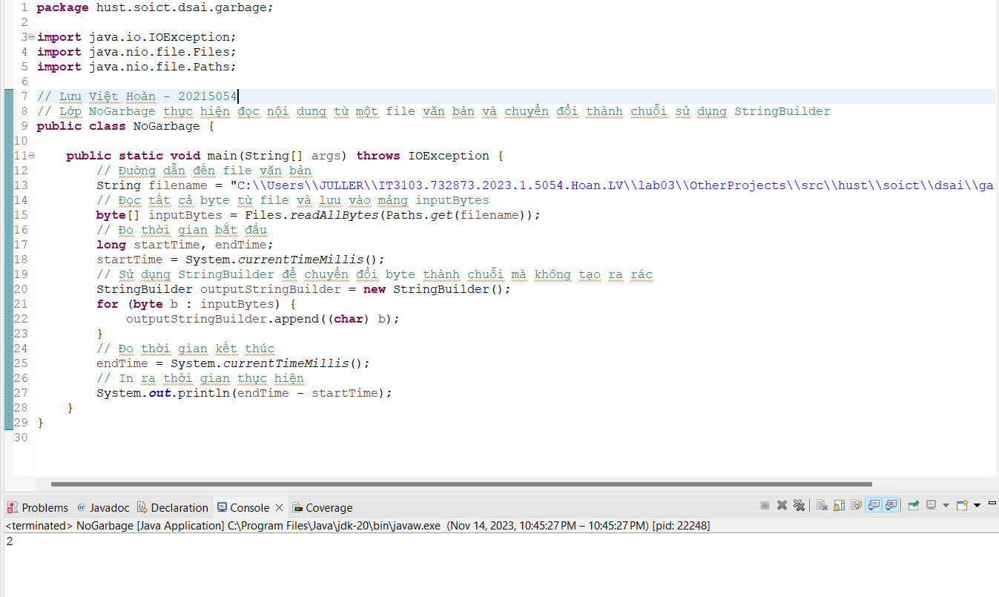 1 package hust.soict.dsai.garbage;
2
3 import java.io.IOException;
4 import java.nio.file.Files;
5 import java.nio.file.Paths;
6
7 // Lưu Việt Hoàn - 20215054
8 // Lớp NoGarbage thực hiện đọc nội dung từ một file văn bản và chuyển đổi thành chuỗi sử dụng StringBuilder
9 public class NoGarbage {
10
11     public static void main(String[] args) throws IOException {
12         // Đường dẫn đến file văn bản
13         String filename = "C:\\Users\\JULLER\\IT3103.732873.2023.1.5054.Hoan.LV\\lab03\\OtherProjects\\src\\hust\\soict\\dsai\\ga
14         // Đọc tất cả byte từ file và lưu vào mảng inputBytes
15         byte[] inputBytes = Files.readAllBytes(Paths.get(filename));
16         // Đo thời gian bắt đầu
17         long startTime, endTime;
18         startTime = System.currentTimeMillis();
19         // Sử dụng StringBuilder để chuyển đổi byte thành chuỗi mà không tạo ra rác
20         StringBuilder outputStringBuilder = new StringBuilder();
21         for (byte b : inputBytes) {
22             outputStringBuilder.append((char) b);
23         }
24         // Đo thời gian kết thúc
25         endTime = System.currentTimeMillis();
26         // In ra thời gian thực hiện
27         System.out.println(endTime - startTime);
28     }
29 }
30
Problems @ Javadoc Declaration Console Coverage
<terminated> NoGarbage [Java Application] C:\Program Files\Java\jdk-20\bin\javaw.exe (Nov 14, 2023, 10:45:27 PM – 10:45:27 PM) [pid: 22248]
2